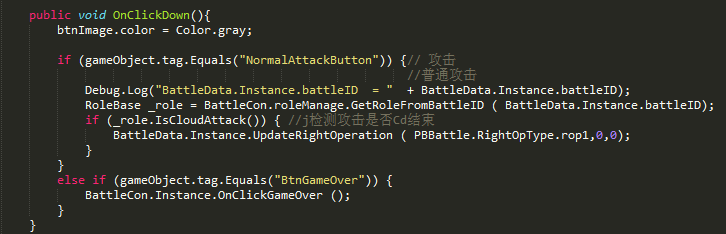 public void OnClickDown(){
btnImage.color = Color.gray;
if (gameObject.tag.Equals("NormalAttackButton")) {// 攻击
//普通攻击
Debug.Log("BattleData.Instance.battleID  = "  + BattleData.Instance.battleID);
RoleBase _role = BattleCon.roleManage.GetRoleFromBattleID ( BattleData.Instance.battleID);
if (_role.IsCloudAttack()) { //j检测攻击是否Cd结束
BattleData.Instance.UpdateRightOperation ( PBBattle.RightOpType.rop1,0,0);
}
}
else if (gameObject.tag.Equals("BtnGameOver")) {
BattleCon.Instance.OnClickGameOver ();
}
}